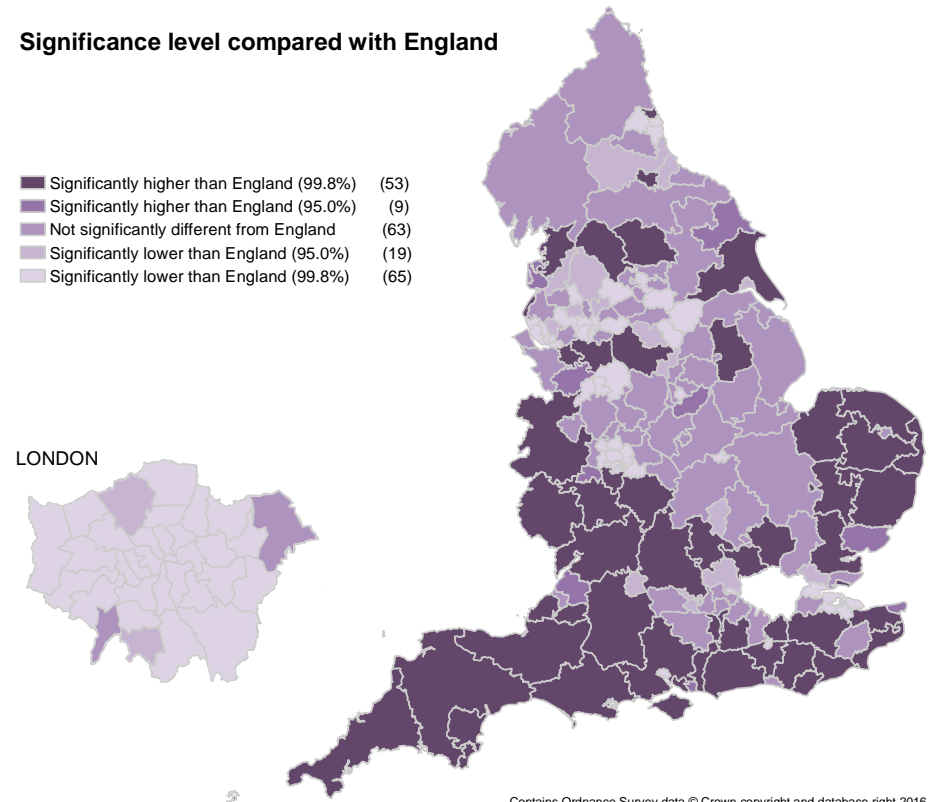 Significance level compared with England
Significantly higher than England (99.8%) (53)
Significantly higher than England (95.0%) (9)
Not significantly different from England (63)
Significantly lower than England (95.0%) (19)
Significantly lower than England (99.8%) (65)
LONDON
Contains Ordnance Survey data © Crown copyright and database right 2016